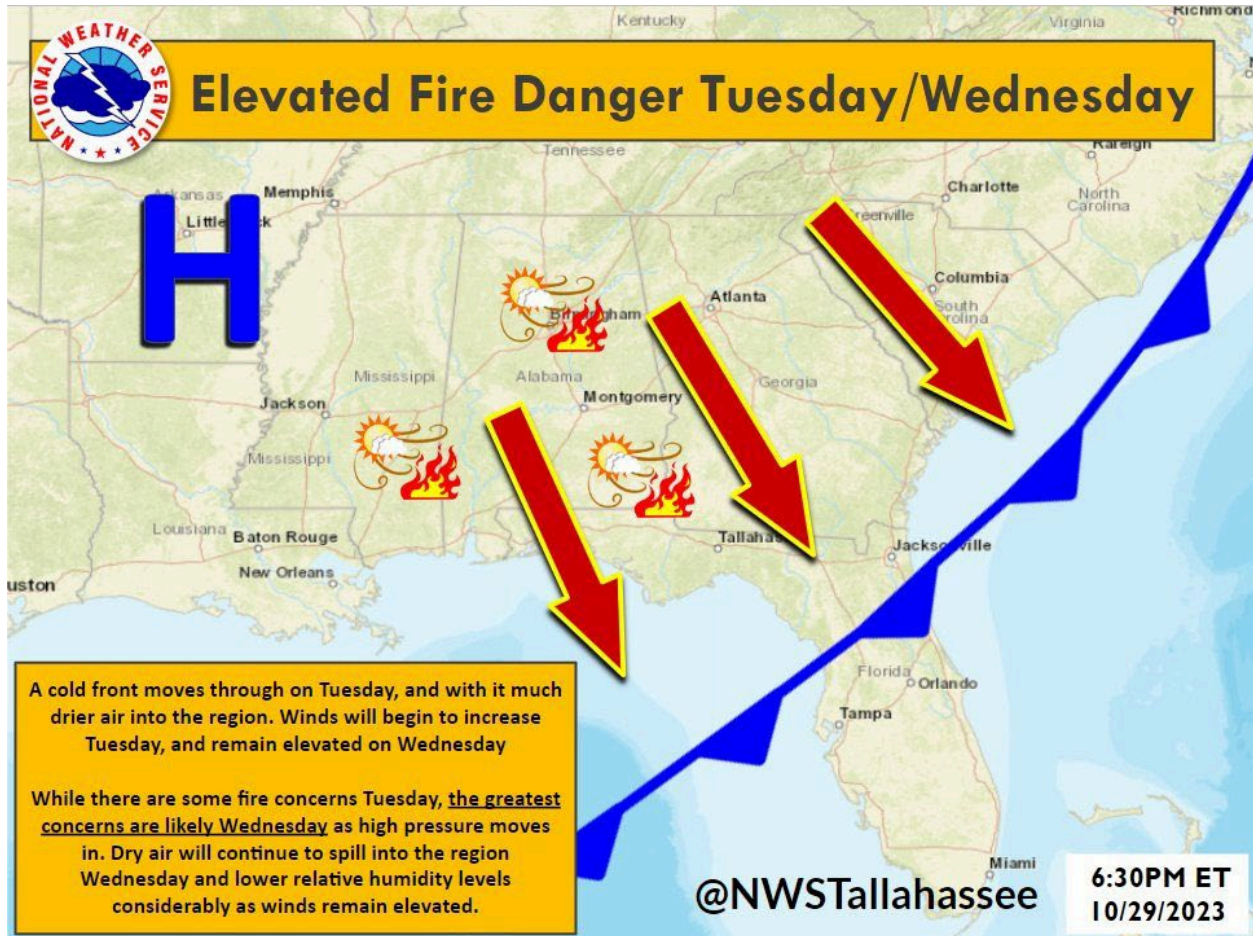 Kentucky
Virginia
Richmond
NATIONAL WEATHER SERVICE
Elevated Fire Danger Tuesday/Wednesday
Tennessee
Raleigh
Arkansas
Memphis
Charlotte
North
Carolina
Little Rock
Greenville
H
Columbia
South
Carolina
Atlanta
Birmingham
Mississippi
Alabama
Georgia
Jackson
Montgomery
Mississippi
Louisiana
Baton Rouge
Tallahassee
Jacksonville
New Orleans
uston
Florida
Orlando
Tampa
Miami
A cold front moves through on Tuesday, and with it much
drier air into the region. Winds will begin to increase
Tuesday, and remain elevated on Wednesday
While there are some fire concerns Tuesday, the greatest
concerns are likely Wednesday as high pressure moves
in. Dry air will continue to spill into the region
Wednesday and lower relative humidity levels
considerably as winds remain elevated.
@NWSTallahassee
6:30PM ET
10/29/2023